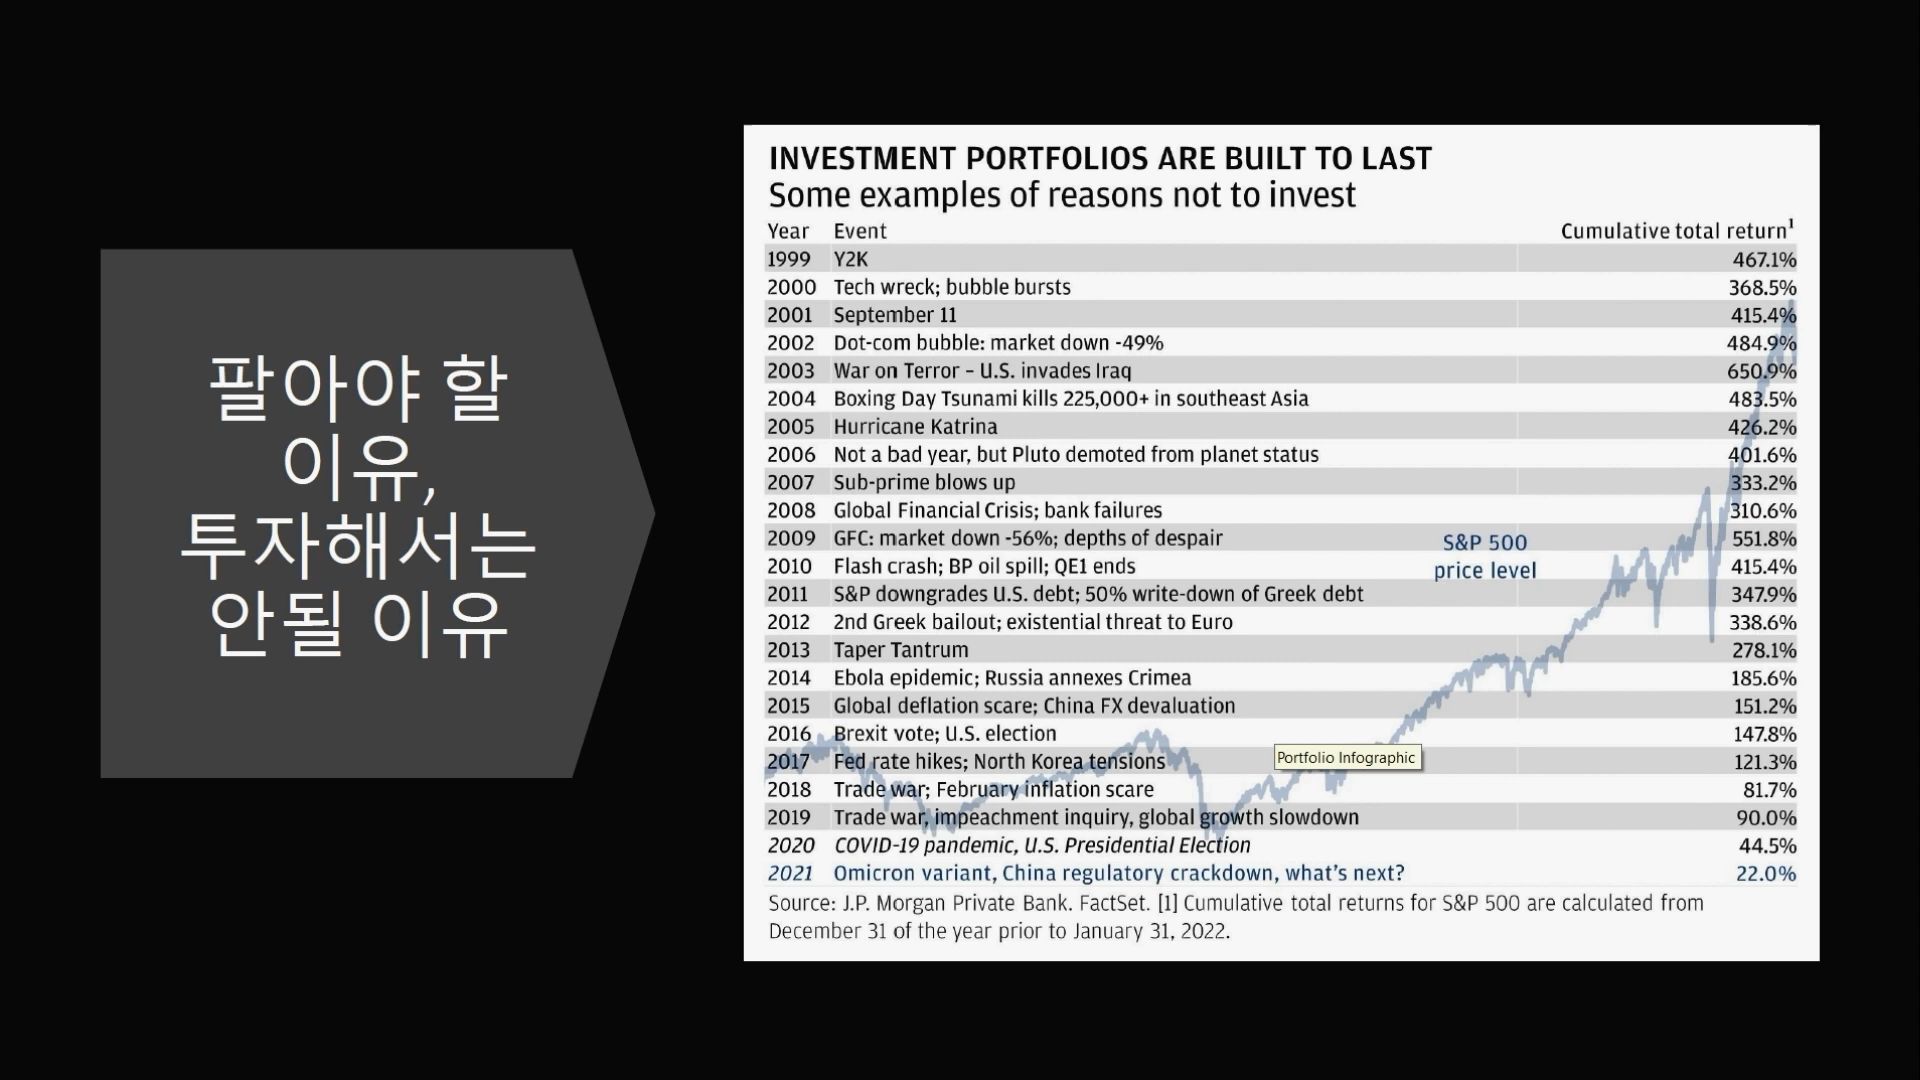 팔아야 할
이유,
투자해서는
안될 이유
INVESTMENT PORTFOLIOS ARE BUILT TO LAST
Some examples of reasons not to invest
Year Event Cumulative total return¹
1999 Y2K 467.1%
2000 Tech wreck; bubble bursts 368.5%
2001 September 11 415.4%
2002 Dot-com bubble: market down -49% 484.9%
2003 War on Terror – U.S. invades Iraq 650.9%
2004 Boxing Day Tsunami kills 225,000+ in southeast Asia 483.5%
2005 Hurricane Katrina 426.2%
2006 Not a bad year, but Pluto demoted from planet status 401.6%
2007 Sub-prime blows up 333.2%
2008 Global Financial Crisis; bank failures 310.6%
2009 GFC: market down -56%; depths of despair 551.8%
2010 Flash crash; BP oil spill; QE1 ends 415.4%
2011 S&P downgrades U.S. debt; 50% write-down of Greek debt 347.9%
2012 2nd Greek bailout; existential threat to Euro 338.6%
2013 Taper Tantrum 278.1%
2014 Ebola epidemic; Russia annexes Crimea 185.6%
2015 Global deflation scare; China FX devaluation 151.2%
2016 Brexit vote; U.S. election 147.8%
2017 Fed rate hikes; North Korea tensions 121.3%
2018 Trade war; February inflation scare 81.7%
2019 Trade war, impeachment inquiry, global growth slowdown 90.0%
2020 COVID-19 pandemic, U.S. Presidential Election 44.5%
2021 Omicron variant, China regulatory crackdown, what's next? 22.0%
S&P 500
price level
Portfolio Infographic
Source: J.P. Morgan Private Bank. FactSet. [1] Cumulative total returns for S&P 500 are calculated from
December 31 of the year prior to January 31, 2022.